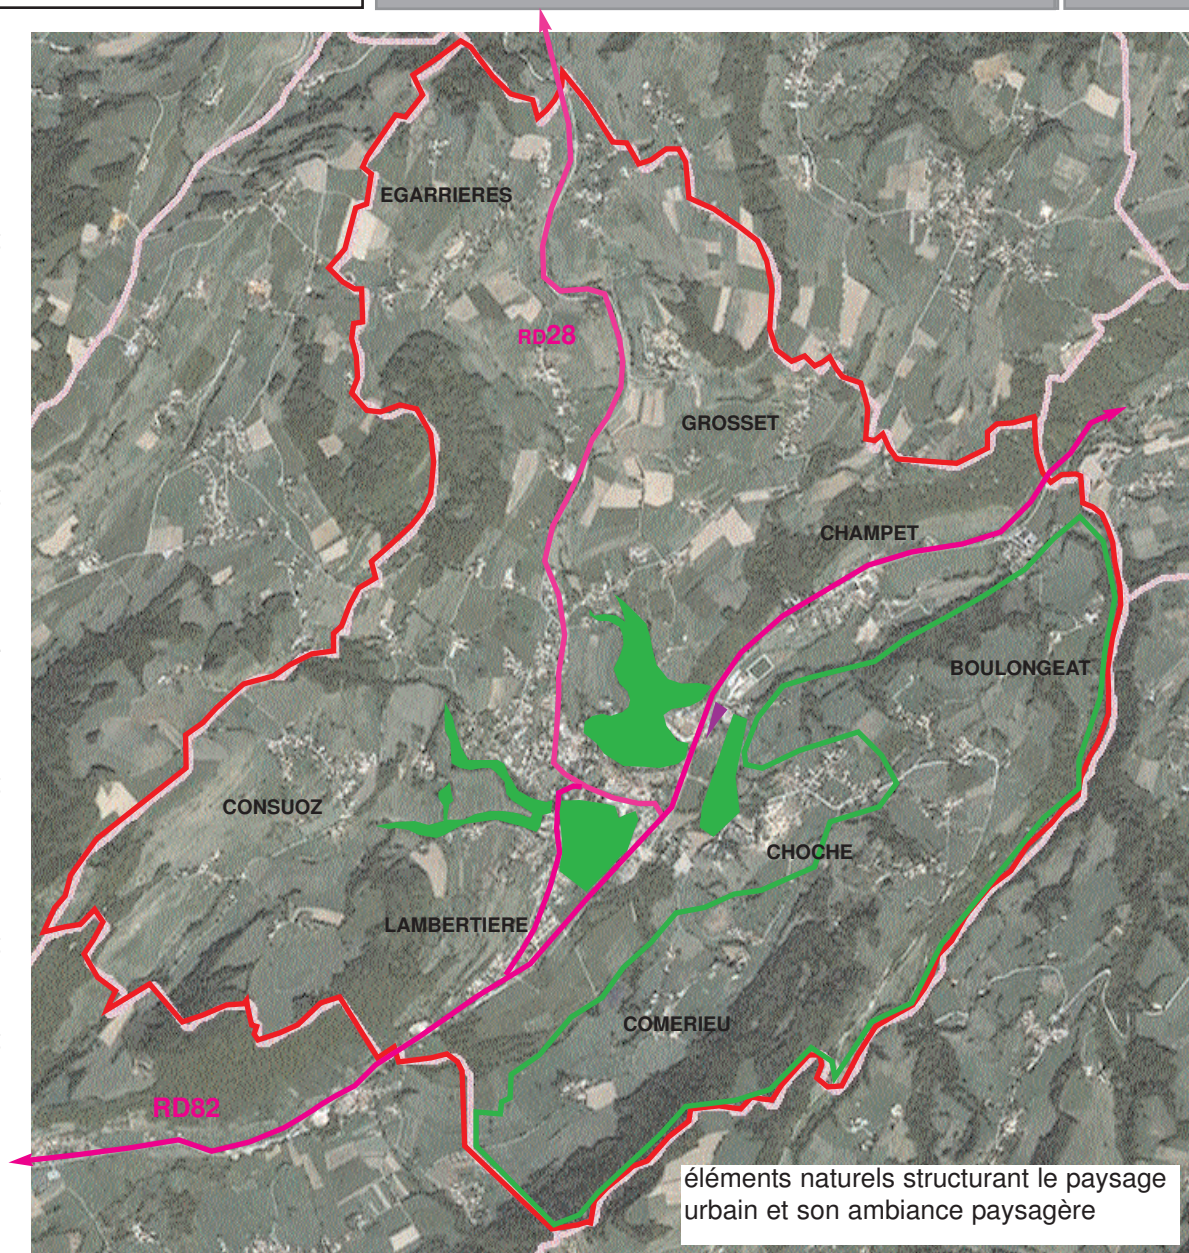 EGARRIERES
RD28
GROSSET
CHAMPET
BOULONGEAT
CONSUOZ
CHOCHE
LAMBERTIERE
COMERIEU
RD82
éléments naturels structurant le paysage
urbain et son ambiance paysagère